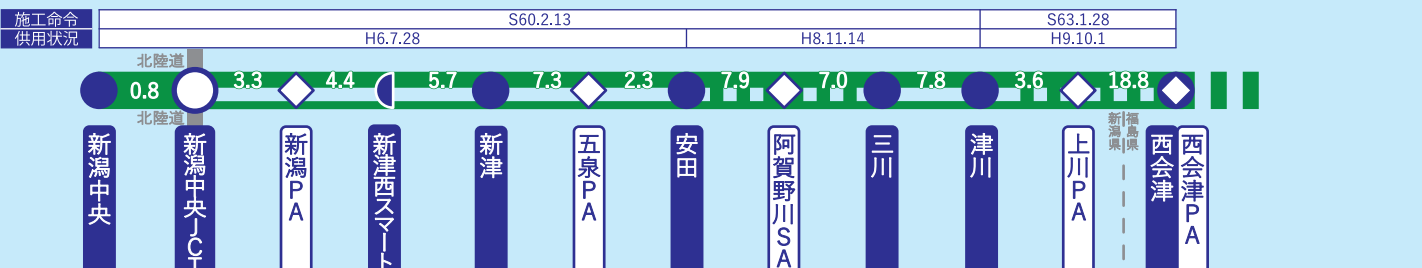 施工命令
S60.2.13
S63.1.28
供用状況
H6.7.28
H8.11.14
H9.10.1
北陸道
0.8
3.3
4.4
5.7
7.3
2.3
7.9
7.0
7.8
3.6
18.8
北陸道
新潟県
福島県
新潟中央
新潟中央JCT
新潟PA
新津西スマート
新津
五泉PA
安田
阿賀野川SA
三川
津川
上川PA
西会津
西会津PA